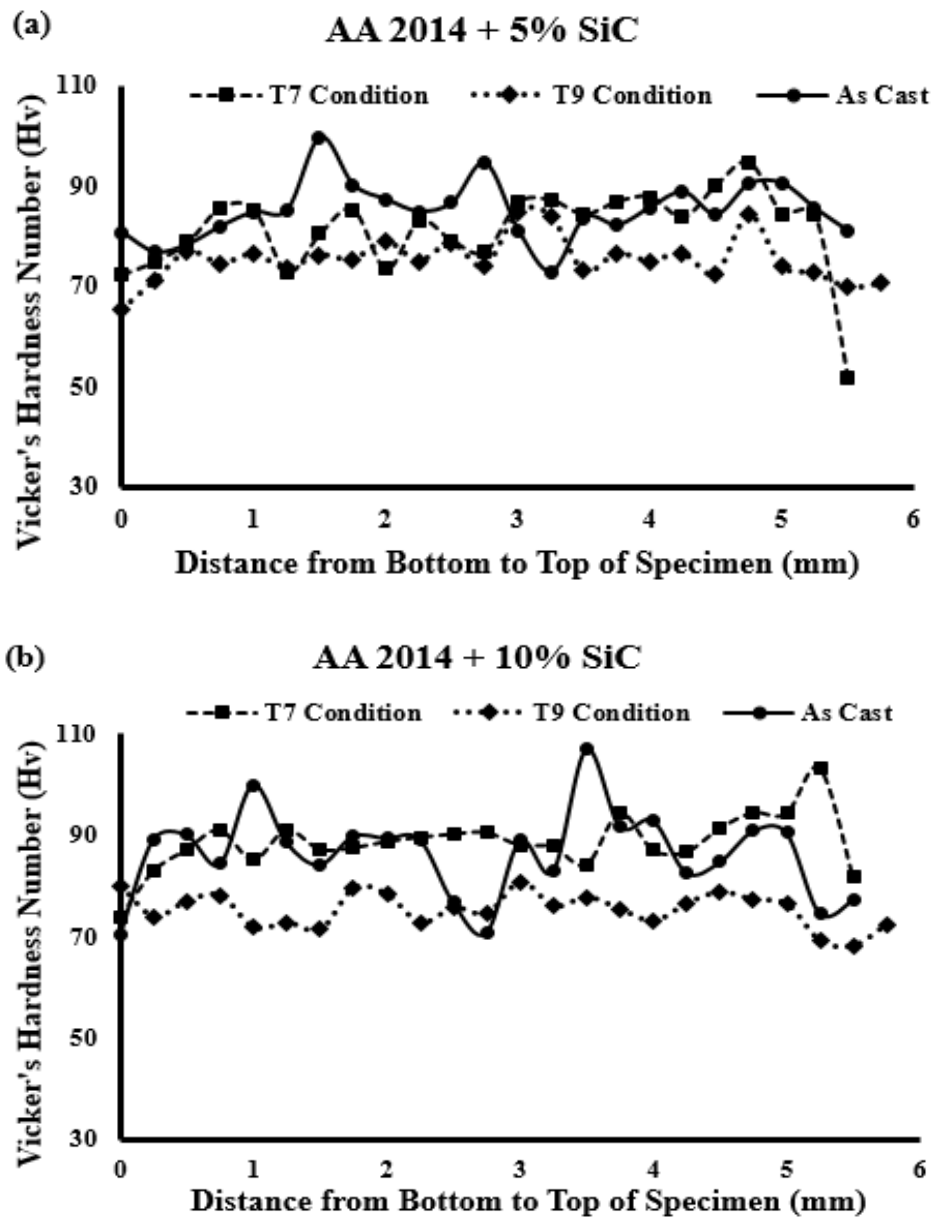 (a)
AA 2014 + 5% SiC
T7 Condition T9 Condition As Cast
Vicker's Hardness Number (Hv)
110
90
70
50
30
0 1 2 3 4 5 6
Distance from Bottom to Top of Specimen (mm)
(b)
AA 2014 + 10% SiC
T7 Condition T9 Condition As Cast
Vicker's Hardness Number (Hv)
110
90
70
50
30
0 1 2 3 4 5 6
Distance from Bottom to Top of Specimen (mm)